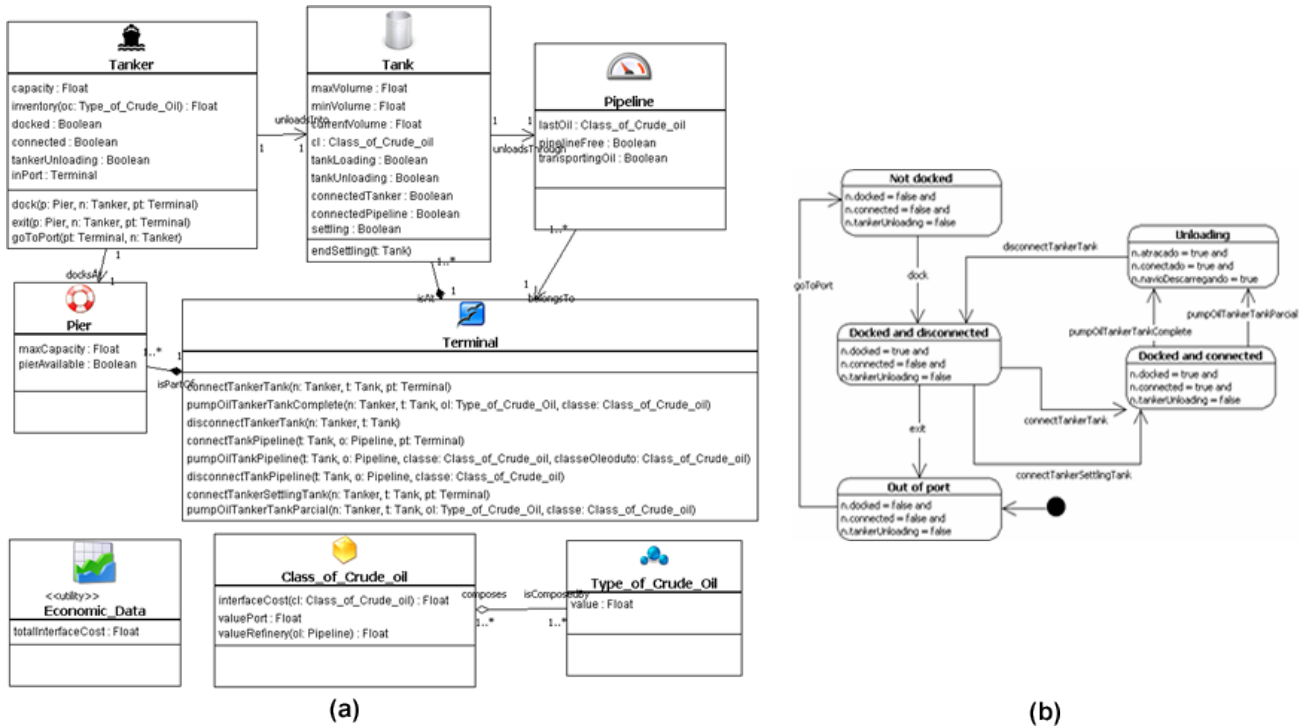 Tanker
capacity : Float
inventory(oc: Type_of_Crude_Oil) : Float
docked : Boolean
connected : Boolean
tankerUnloading : Boolean
inPort : Terminal
dock(p: Pier, n: Tanker, pt: Terminal)
exit(p: Pier, n: Tanker, pt: Terminal)
goToPort(pt: Terminal, n: Tanker)
unloadsInto
1
1
Tank
maxVolume : Float
minVolume : Float
currentVolume : Float
cl : Class_of_Crude_oil
tankLoading : Boolean
tankUnloading : Boolean
connectedTanker : Boolean
connectedPipeline : Boolean
settling : Boolean
endSettling(t: Tank)
1
1
unloadsThrough
Pipeline
lastOil : Class_of_Crude_oil
pipelineFree : Boolean
transportingOil : Boolean
1
docksAt
1
1..*
isAt
1
1..*
1
belongsTo
Pier
maxCapacity : Float
pierAvailable : Boolean
1..*
1
isPartOf
Terminal
connectTankerTank(n: Tanker, t: Tank, pt: Terminal)
pumpOilTankerTankComplete(n: Tanker, t: Tank, ol: Type_of_Crude_Oil, classe: Class_of_Crude_oil)
disconnectTankerTank(n: Tanker, t: Tank)
connectTankPipeline(t: Tank, o: Pipeline, pt: Terminal)
pumpOilTankPipeline(t: Tank, o: Pipeline, classe: Class_of_Crude_oil, classeOleoduto: Class_of_Crude_oil)
disconnectTankPipeline(t: Tank, o: Pipeline, classe: Class_of_Crude_oil)
connectTankerSettlingTank(n: Tanker, t: Tank, pt: Terminal)
pumpOilTankerTankParcial(n: Tanker, t: Tank, ol: Type_of_Crude_Oil, classe: Class_of_Crude_oil)
<<utility>>
Economic_Data
totalInterfaceCost : Float
Class_of_Crude_oil
interfaceCost(cl: Class_of_Crude_oil) : Float
valuePort : Float
valueRefinery(ol: Pipeline) : Float
composes
isComposedBy
1..*
1..*
Type_of_Crude_Oil
value : Float
(a)
Not docked
n.docked = false and
n.connected = false and
n.tankerUnloading = false
goToPort
dock
disconnectTankerTank
Unloading
n.atracado = true and
n.conectado = true and
n.navioDescarregando = true
pumpOilTankerTankParcial
pumpOilTankerTankComplete
Docked and disconnected
n.docked = true and
n.connected = false and
n.tankerUnloading = false
Docked and connected
n.docked = true and
n.connected = true and
n.tankerUnloading = false
connectTankerTank
exit
connectTankerSettlingTank
Out of port
n.docked = false and
n.connected = false and
n.tankerUnloading = false
(b)